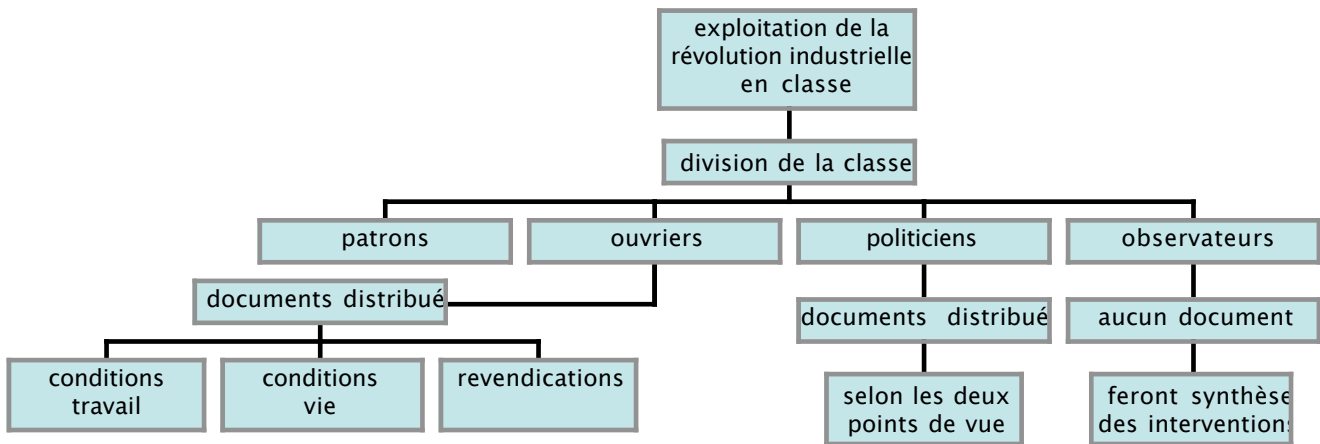 exploitation de la
révolution industrielle
en classe
division de la classe
patrons
ouvriers
politiciens
observateurs
documents distribué
documents distribué
aucun document
conditions
travail
conditions
vie
revendications
selon les deux
points de vue
feront synthèse
des interventions